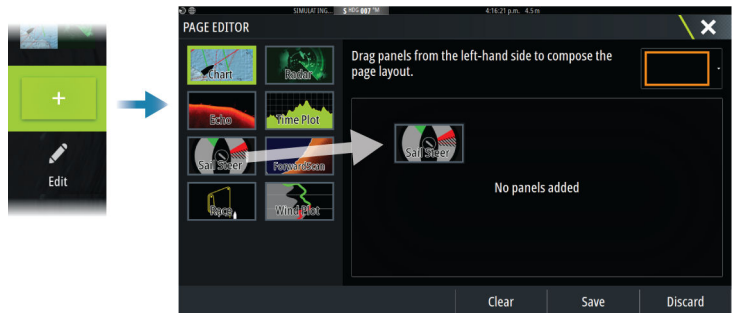 SIMULATING...
S HDG 007 °M
4:16:21 p.m. 4.5 m
PAGE EDITOR
Drag panels from the left-hand side to compose the
page layout.
Chart
Radar
+
Echo
Time Plot
Sail Steer
ForwardScan
Sail Steer
Edit
No panels added
Race
Wind Plot
Clear
Save
Discard